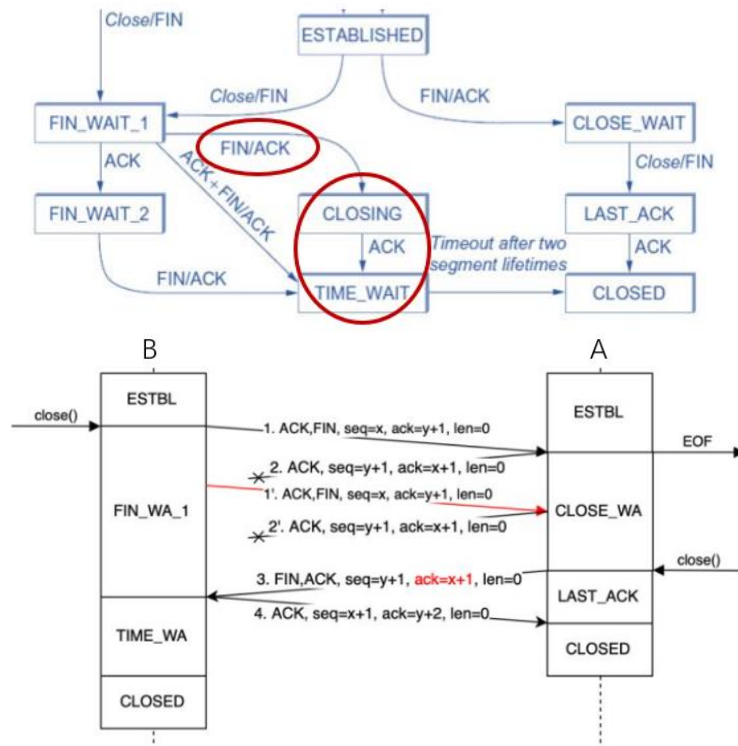 Close/FIN
ESTABLISHED
Close/FIN
FIN/ACK
FIN_WAIT_1
CLOSE_WAIT
FIN/ACK
ACK
ACK+FIN/ACK
Close/FIN
FIN_WAIT_2
CLOSING
LAST_ACK
ACK
Timeout after two
segment lifetimes
ACK
FIN/ACK
TIME_WAIT
CLOSED
B
A
ESTBL
ESTBL
close()
1. ACK,FIN, seq=x, ack=y+1, len=0
EOF
2. ACK, seq=y+1, ack=x+1, len=0
1'. ACK,FIN, seq=x, ack=y+1, len=0
FIN_WA_1
CLOSE_WA
2'. ACK, seq=y+1, ack=x+1, len=0
close()
3. FIN,ACK, seq=y+1, ack=x+1, len=0
LAST_ACK
4. ACK, seq=x+1, ack=y+2, len=0
TIME_WA
CLOSED
CLOSED